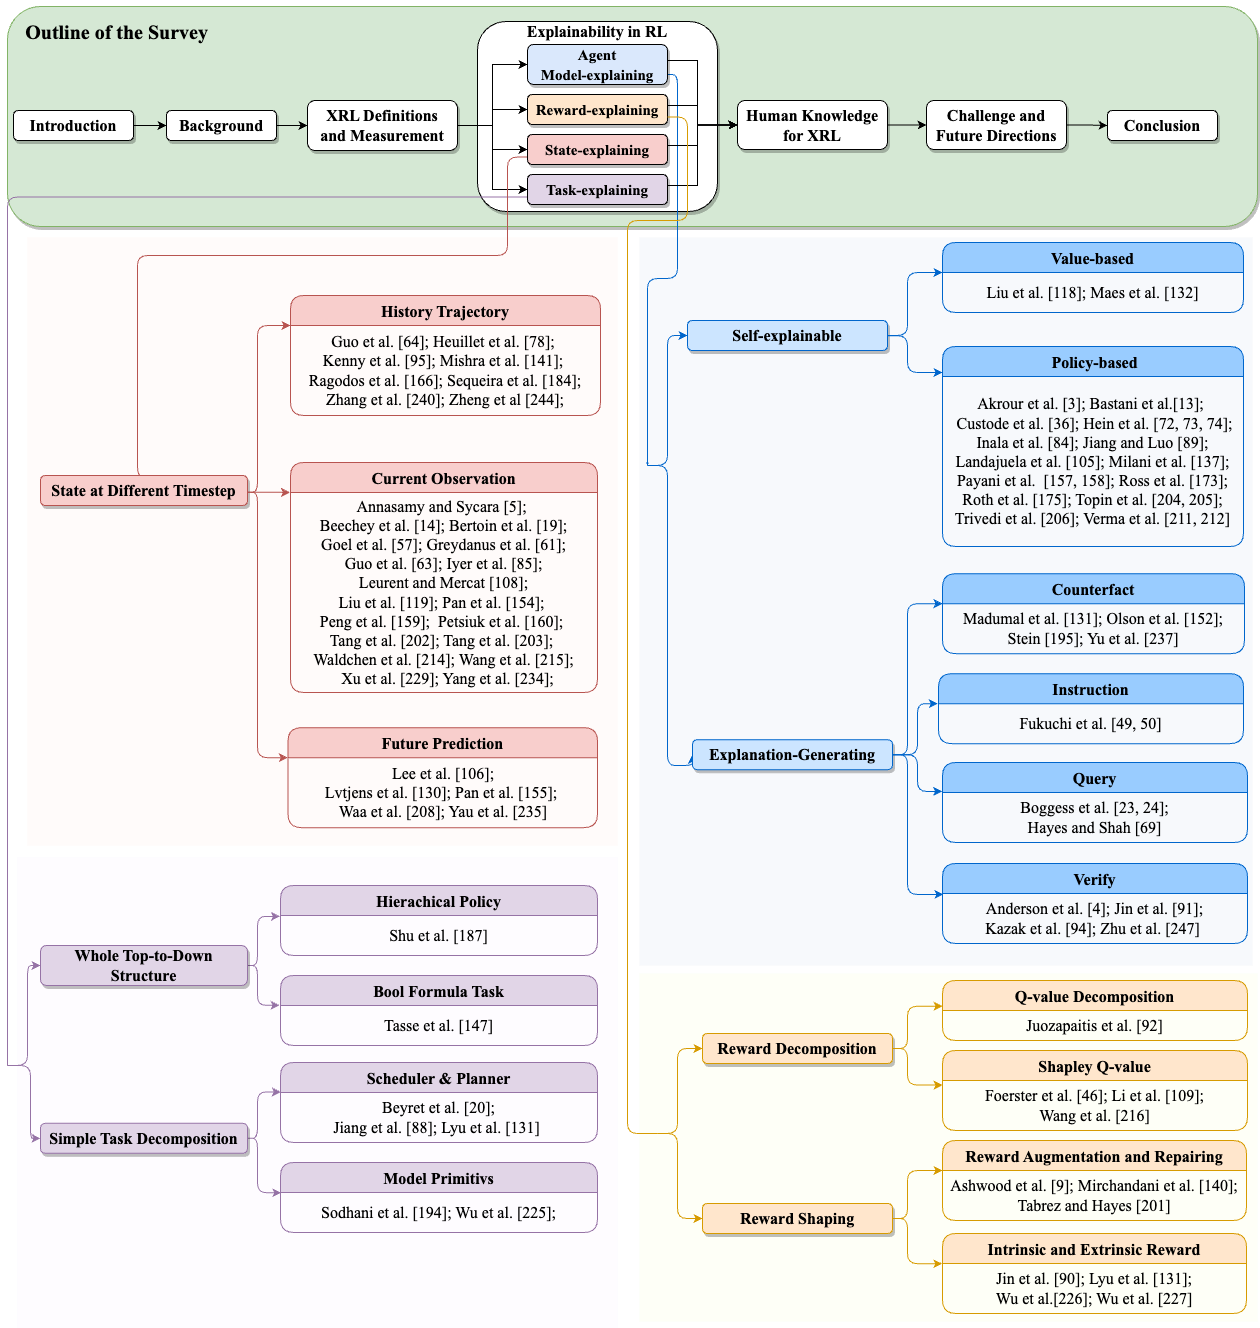 Outline of the Survey
Introduction
Background
XRL Definitions
and Measurement
Explainability in RL
Agent
Model-explaining
Reward-explaining
State-explaining
Task-explaining
Human Knowledge
for XRL
Challenge and
Future Directions
Conclusion
State at Different Timestep
History Trajectory
Guo et al. [64]; Heuillet et al. [78];
Kenny et al. [95]; Mishra et al. [141];
Ragodos et al. [166]; Sequeira et al. [184];
Zhang et al. [240]; Zheng et al [244];
Current Observation
Annasamy and Sycara [5];
Beechey et al. [14]; Bertoin et al. [19];
Goel et al. [57]; Greydanus et al. [61];
Guo et al. [63]; Iyer et al. [85];
Leurent and Mercat [108];
Liu et al. [119]; Pan et al. [154];
Peng et al. [159]; Petsiuk et al. [160];
Tang et al. [202]; Tang et al. [203];
Waldchen et al. [214]; Wang et al. [215];
Xu et al. [229]; Yang et al. [234];
Future Prediction
Lee et al. [106];
Lvtjens et al. [130]; Pan et al. [155];
Waa et al. [208]; Yau et al. [235]
Whole Top-to-Down
Structure
Hierachical Policy
Shu et al. [187]
Bool Formula Task
Tasse et al. [147]
Simple Task Decomposition
Scheduler & Planner
Beyret et al. [20];
Jiang et al. [88]; Lyu et al. [131]
Model Primitivs
Sodhani et al. [194]; Wu et al. [225];
Self-explainable
Value-based
Liu et al. [118]; Maes et al. [132]
Policy-based
Akrour et al. [3]; Bastani et al.[13];
Custode et al. [36]; Hein et al. [72, 73, 74];
Inala et al. [84]; Jiang and Luo [89];
Landajuela et al. [105]; Milani et al. [137];
Payani et al. [157, 158]; Ross et al. [173];
Roth et al. [175]; Topin et al. [204, 205];
Trivedi et al. [206]; Verma et al. [211, 212]
Explanation-Generating
Counterfact
Madumal et al. [131]; Olson et al. [152];
Stein [195]; Yu et al. [237]
Instruction
Fukuchi et al. [49, 50]
Query
Boggess et al. [23, 24];
Hayes and Shah [69]
Verify
Anderson et al. [4]; Jin et al. [91];
Kazak et al. [94]; Zhu et al. [247]
Reward Decomposition
Q-value Decomposition
Juozapaitis et al. [92]
Shapley Q-value
Foerster et al. [46]; Li et al. [109];
Wang et al. [216]
Reward Shaping
Reward Augmentation and Repairing
Ashwood et al. [9]; Mirchandani et al. [140];
Tabrez and Hayes [201]
Intrinsic and Extrinsic Reward
Jin et al. [90]; Lyu et al. [131];
Wu et al.[226]; Wu et al. [227]